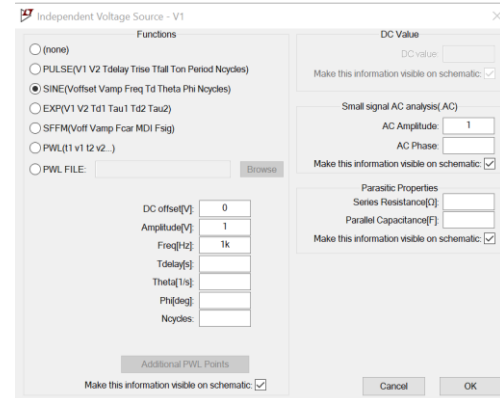 Independent Voltage Source - V1
Functions
(none)
PULSE(V1 V2 Tdelay Trise Tfall Ton Period Ncycles)
SINE(Voffset Vamp Freq Td Theta Phi Ncycles)
EXP(V1 V2 Td1 Tau1 Td2 Tau2)
SFFM(Voff Vamp Fcar MDI Fsig)
PWL(t1 v1 t2 v2...)
PWL FILE: Browse
DC offset[V]: 0
Amplitude[V]: 1
Freq[Hz]: 1k
Tdelay[s]:
Theta[1/s]:
Phi[deg]:
Ncycles:
Additional PWL Points
Make this information visible on schematic:
DC Value
DC value:
Make this information visible on schematic:
Small signal AC analysis(.AC)
AC Amplitude: 1
AC Phase:
Make this information visible on schematic:
Parasitic Properties
Series Resistance[Ω]:
Parallel Capacitance[F]:
Make this information visible on schematic:
Cancel OK